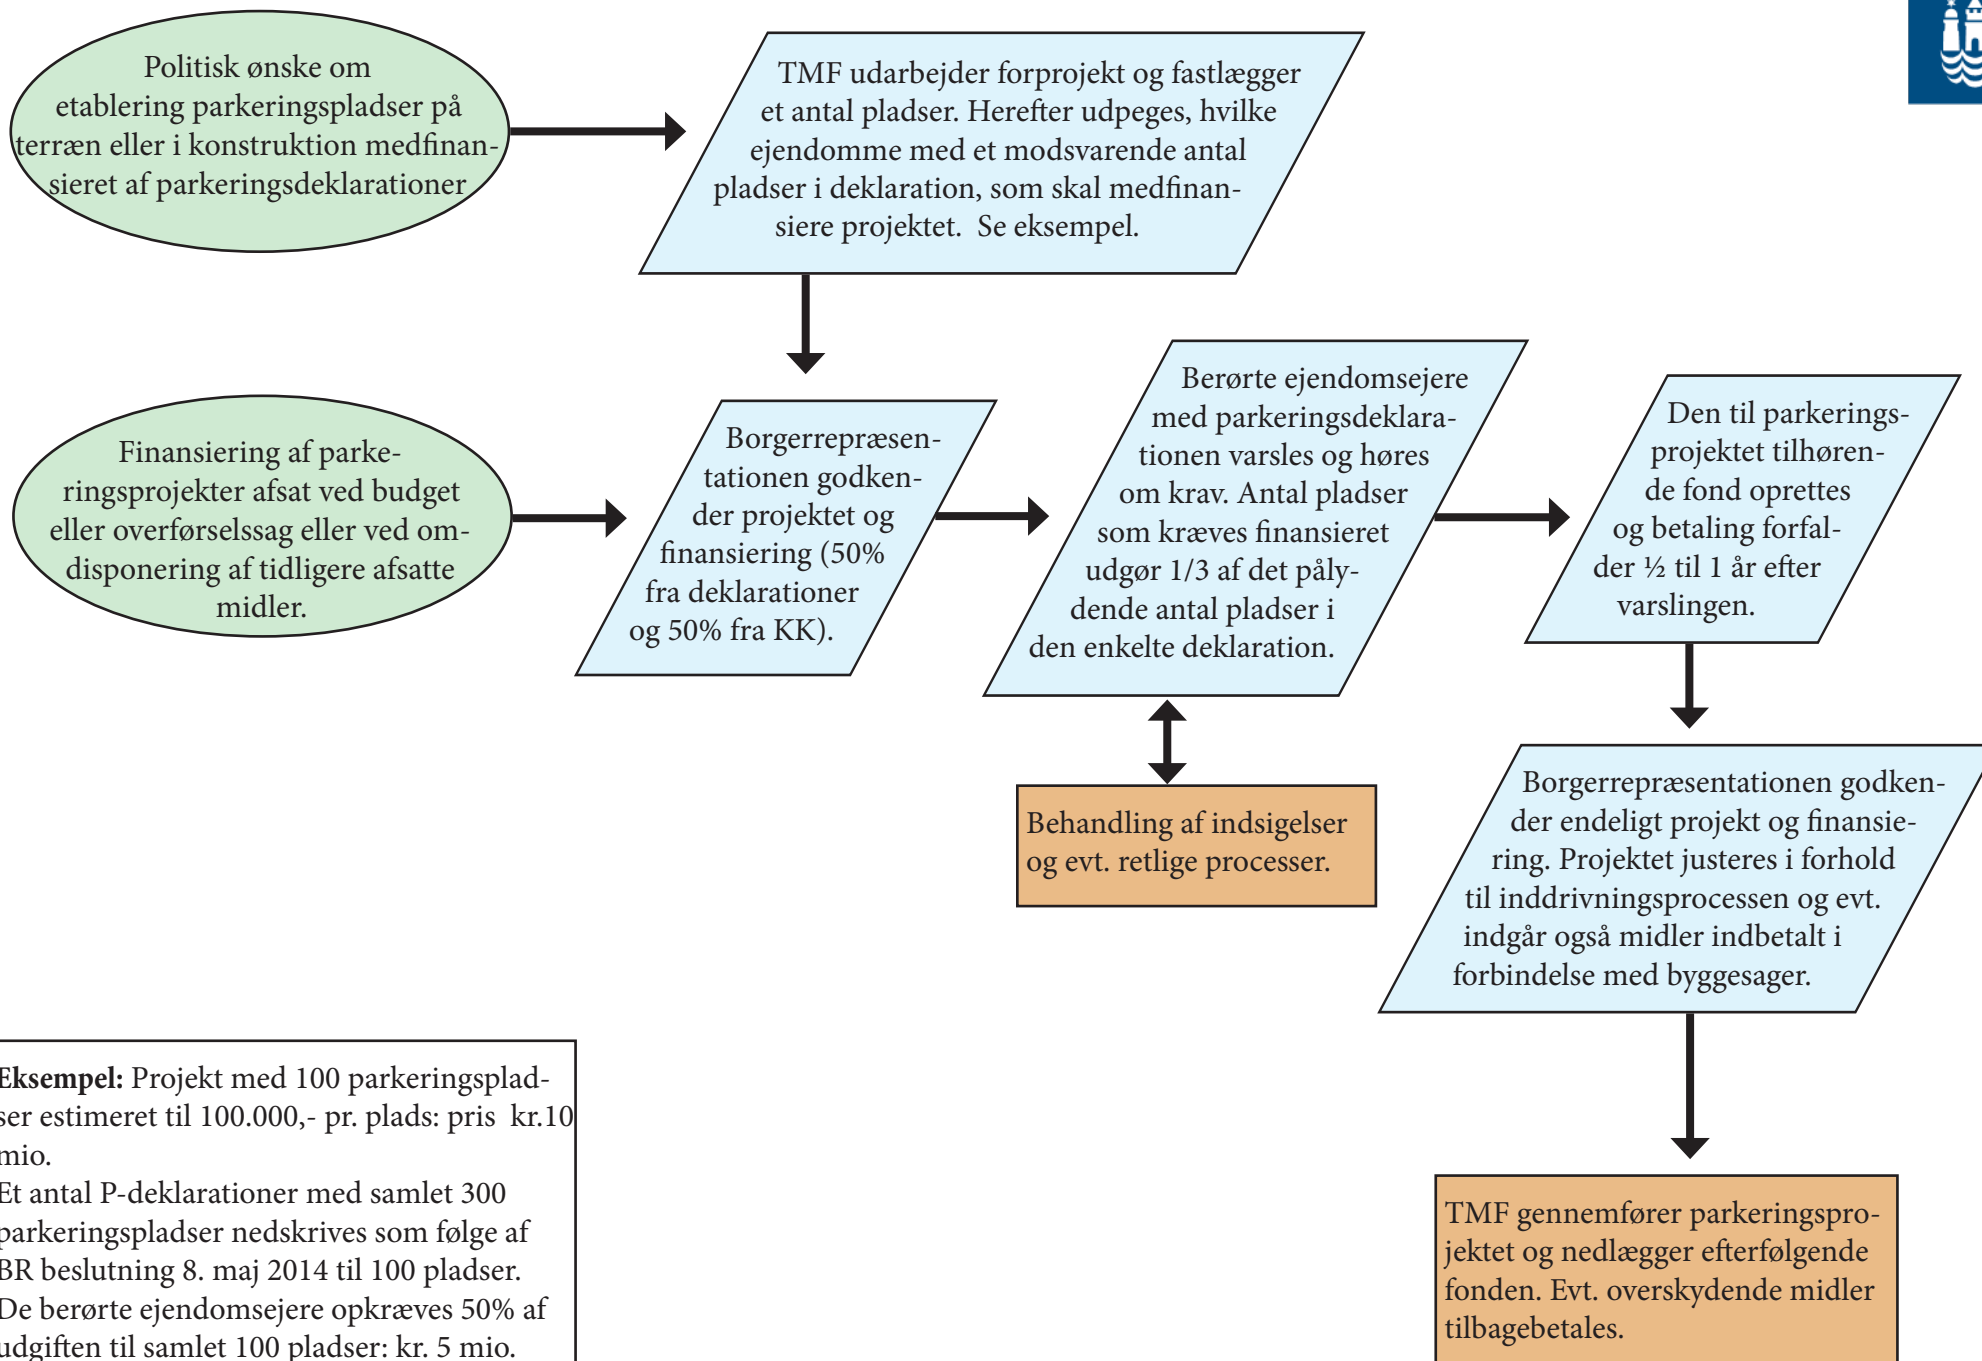 Politisk ønske om
etablering parkeringspladser på
terræn eller i konstruktion medfinan-
sieret af parkeringsdeklarationer
TMF udarbejder forprojekt og fastlægger
et antal pladser. Herefter udpeges, hvilke
ejendomme med et modsvarende antal
pladser i deklaration, som skal medfinan-
siere projektet.  Se eksempel.
Finansiering af parke-
ringsprojekter afsat ved budget
eller overførselssag eller ved om-
disponering af tidligere afsatte
midler.
Borgerrepræsen-
tationen godken-
der projektet og
finansiering (50%
fra deklarationer
og 50% fra KK).
Berørte ejendomsejere
med parkeringsdeklara-
tionen varsles og høres
om krav. Antal pladser
som kræves finansieret
udgør 1/3 af det påly-
dende antal pladser i
den enkelte deklaration.
Den til parkerings-
projektet tilhøren-
de fond oprettes
og betaling forfal-
der ½ til 1 år efter
varslingen.
Behandling af indsigelser
og evt. retlige processer.
Borgerrepræsentationen godken-
der endeligt projekt og finansie-
ring. Projektet justeres i forhold
til inddrivningsprocessen og evt.
indgår også midler indbetalt i
forbindelse med byggesager.
TMF gennemfører parkeringspro-
jektet og nedlægger efterfølgende
fonden. Evt. overskydende midler
tilbagebetales.
Eksempel: Projekt med 100 parkeringsplad-
ser estimeret til 100.000,- pr. plads: pris  kr.10
mio.
Et antal P-deklarationer med samlet 300
parkeringspladser nedskrives som følge af
BR beslutning 8. maj 2014 til 100 pladser.
De berørte ejendomsejere opkræves 50% af
udgiften til samlet 100 pladser: kr. 5 mio.